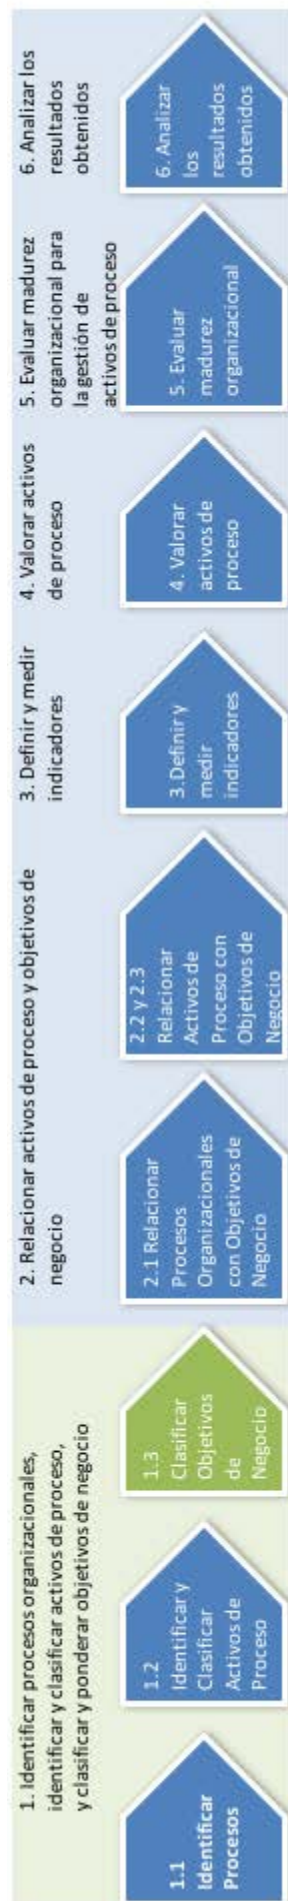 1. Identificar procesos organizacionales,
identificar y clasificar activos de proceso,
y clasificar y ponderar objetivos de negocio
1.1
Identificar
Procesos
1.2
Identificar y
Clasificar
Activos de
Proceso
1.3
Clasificar
Objetivos
de
Negocio
2. Relacionar activos de proceso y objetivos de
negocio
2.1 Relacionar
Procesos
Organizacionales
con Objetivos de
Negocio
2.2 y 2.3
Relacionar
Activos de
Proceso con
Objetivos de
Negocio
3. Definir y medir
indicadores
3.Definir y
medir
indicadores
4. Valorar activos
de proceso
4. Valorar
activos de
proceso
5. Evaluar madurez
organizacional para
la gestión de
activos de proceso
5. Evaluar
madurez
organizacional
6. Analizar los
resultados
obtenidos
6. Analizar
los
resultados
obtenidos